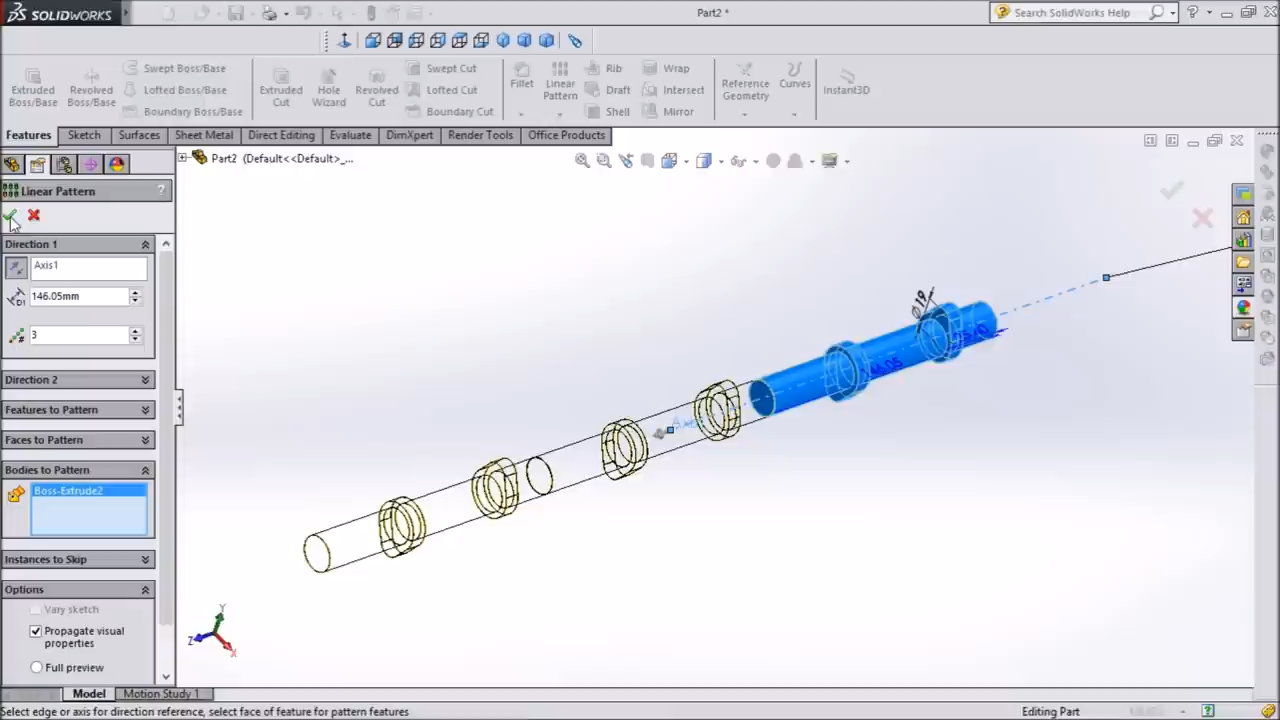 SOLIDWORKS
Part2 *
Search SolidWorks Help
Extruded Boss/Base
Revolved Boss/Base
Swept Boss/Base
Lofted Boss/Base
Boundary Boss/Base
Extruded Cut
Hole Wizard
Revolved Cut
Swept Cut
Lofted Cut
Boundary Cut
Fillet
Linear Pattern
Rib
Draft
Shell
Wrap
Intersect
Mirror
Reference Geometry
Curves
Instant3D
Features Sketch Surfaces Sheet Metal Direct Editing Evaluate DimXpert Render Tools Office Products
Part2 (Default<<Default>_...
Linear Pattern ?
Direction 1
Axis1
146.05mm
3
Direction 2
Features to Pattern
Faces to Pattern
Bodies to Pattern
Boss-Extrude2
Instances to Skip
Options
Vary sketch
Propagate visual
properties
Full preview
Ø19
146.05
Y
Z
X
Model Motion Study 1
Select edge or axis for direction reference, select face of feature for pattern features
Editing Part